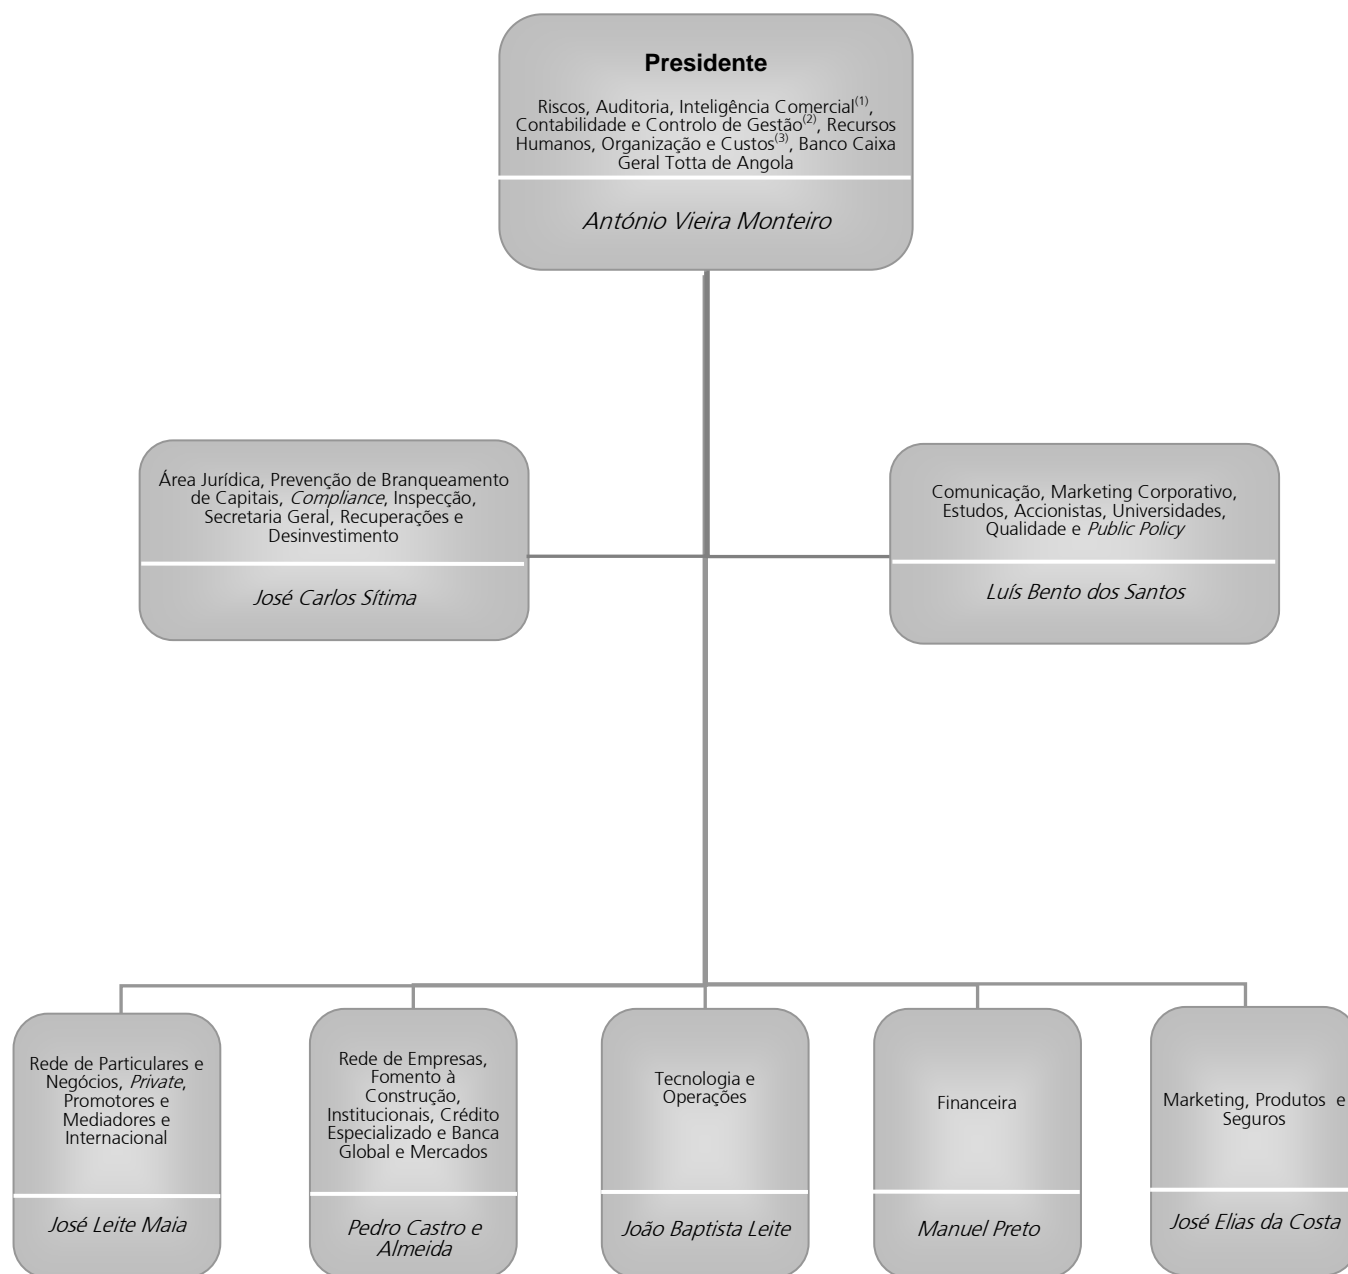 Presidente
Riscos, Auditoria, Inteligência Comercial(1),
Contabilidade e Controlo de Gestão(2), Recursos
Humanos, Organização e Custos(3), Banco Caixa
Geral Totta de Angola
António Vieira Monteiro
Área Jurídica, Prevenção de Branqueamento
de Capitais, Compliance, Inspecção,
Secretaria Geral, Recuperações e
Desinvestimento
José Carlos Sítima
Comunicação, Marketing Corporativo,
Estudos, Accionistas, Universidades,
Qualidade e Public Policy
Luís Bento dos Santos
Rede de Particulares e
Negócios, Private,
Promotores e
Mediadores e
Internacional
José Leite Maia
Rede de Empresas,
Fomento à
Construção,
Institucionais, Crédito
Especializado e Banca
Global e Mercados
Pedro Castro e
Almeida
Tecnologia e
Operações
João Baptista Leite
Financeira
Manuel Preto
Marketing, Produtos e
Seguros
José Elias da Costa